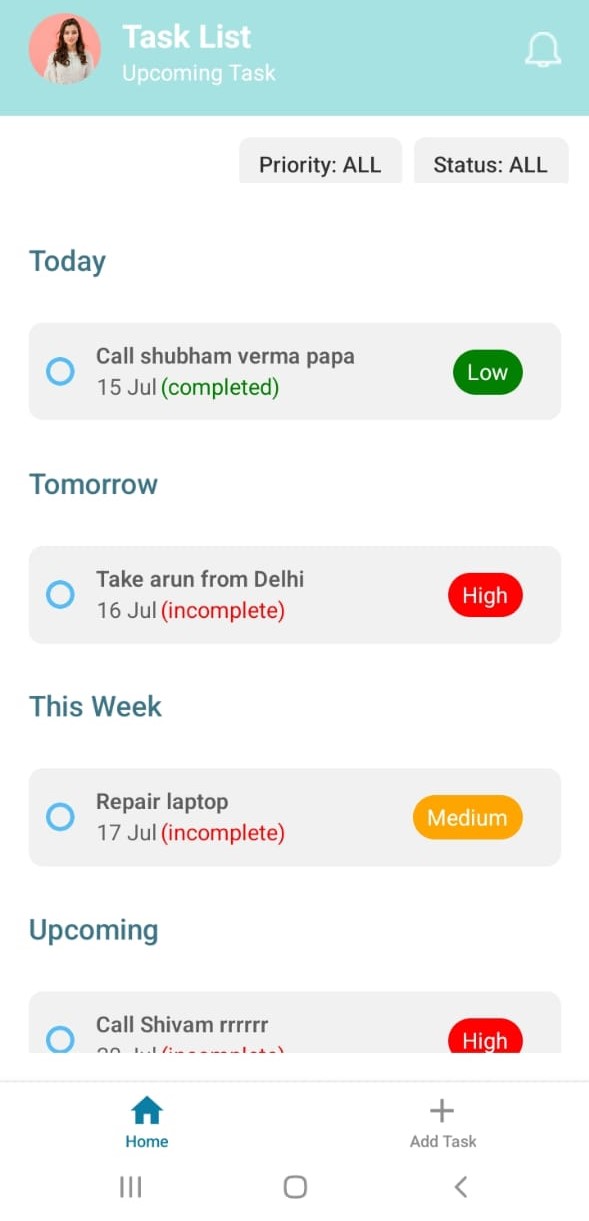 Task List
Upcoming Task
Priority: ALL
Status: ALL
Today
Call shubham verma papa
15 Jul (completed)
Low
Tomorrow
Take arun from Delhi
16 Jul (incomplete)
High
This Week
Repair laptop
17 Jul (incomplete)
Medium
Upcoming
Call Shivam rrrrrr
Jul (incomplete)
High
Home
Add Task